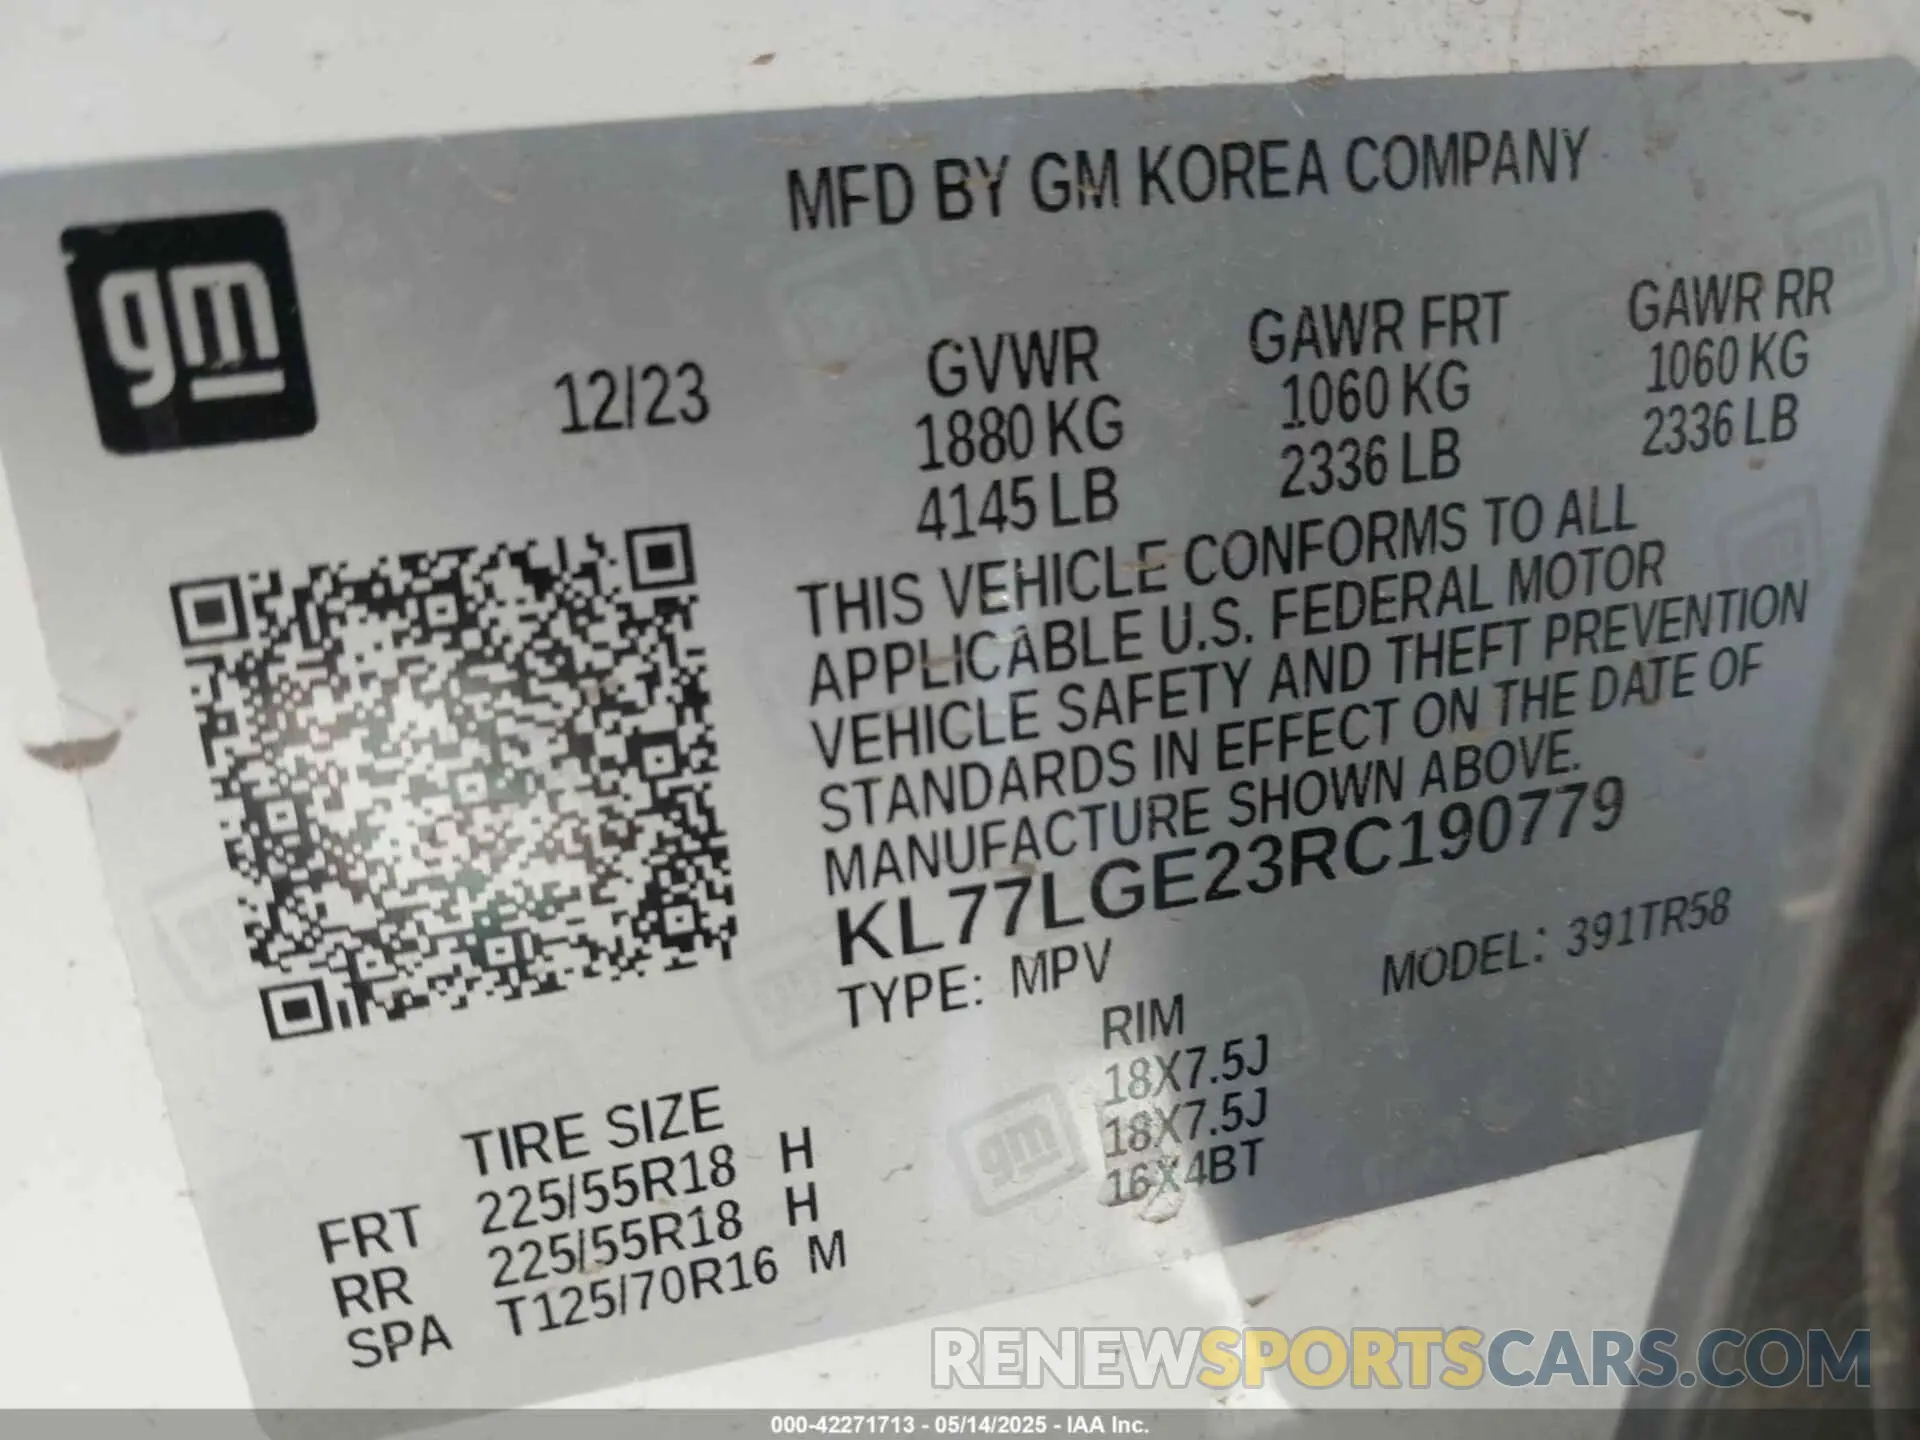 MFD BY GM KOREA COMPANY
gm
12/23
GVWR GAWR FRT GAWR RR
1880 KG 1060 KG 1060 KG
4145 LB 2336 LB 2336 LB
THIS VEHICLE CONFORMS TO ALL
APPLICABLE U.S. FEDERAL MOTOR
VEHICLE SAFETY AND THEFT PREVENTION
STANDARDS IN EFFECT ON THE DATE OF
MANUFACTURE SHOWN ABOVE.
KL77LGE23RC190779
TYPE: MPV MODEL: 391TR58
TIRE SIZE RIM
FRT 225/55R18 H 18X7.5J
RR 225/55R18 H 18X7.5J
SPA T125/70R16 M 16X4BT
gm
RENEWSPORTSCARS.COM
000-42271713 - 05/14/2025 - IAA Inc.